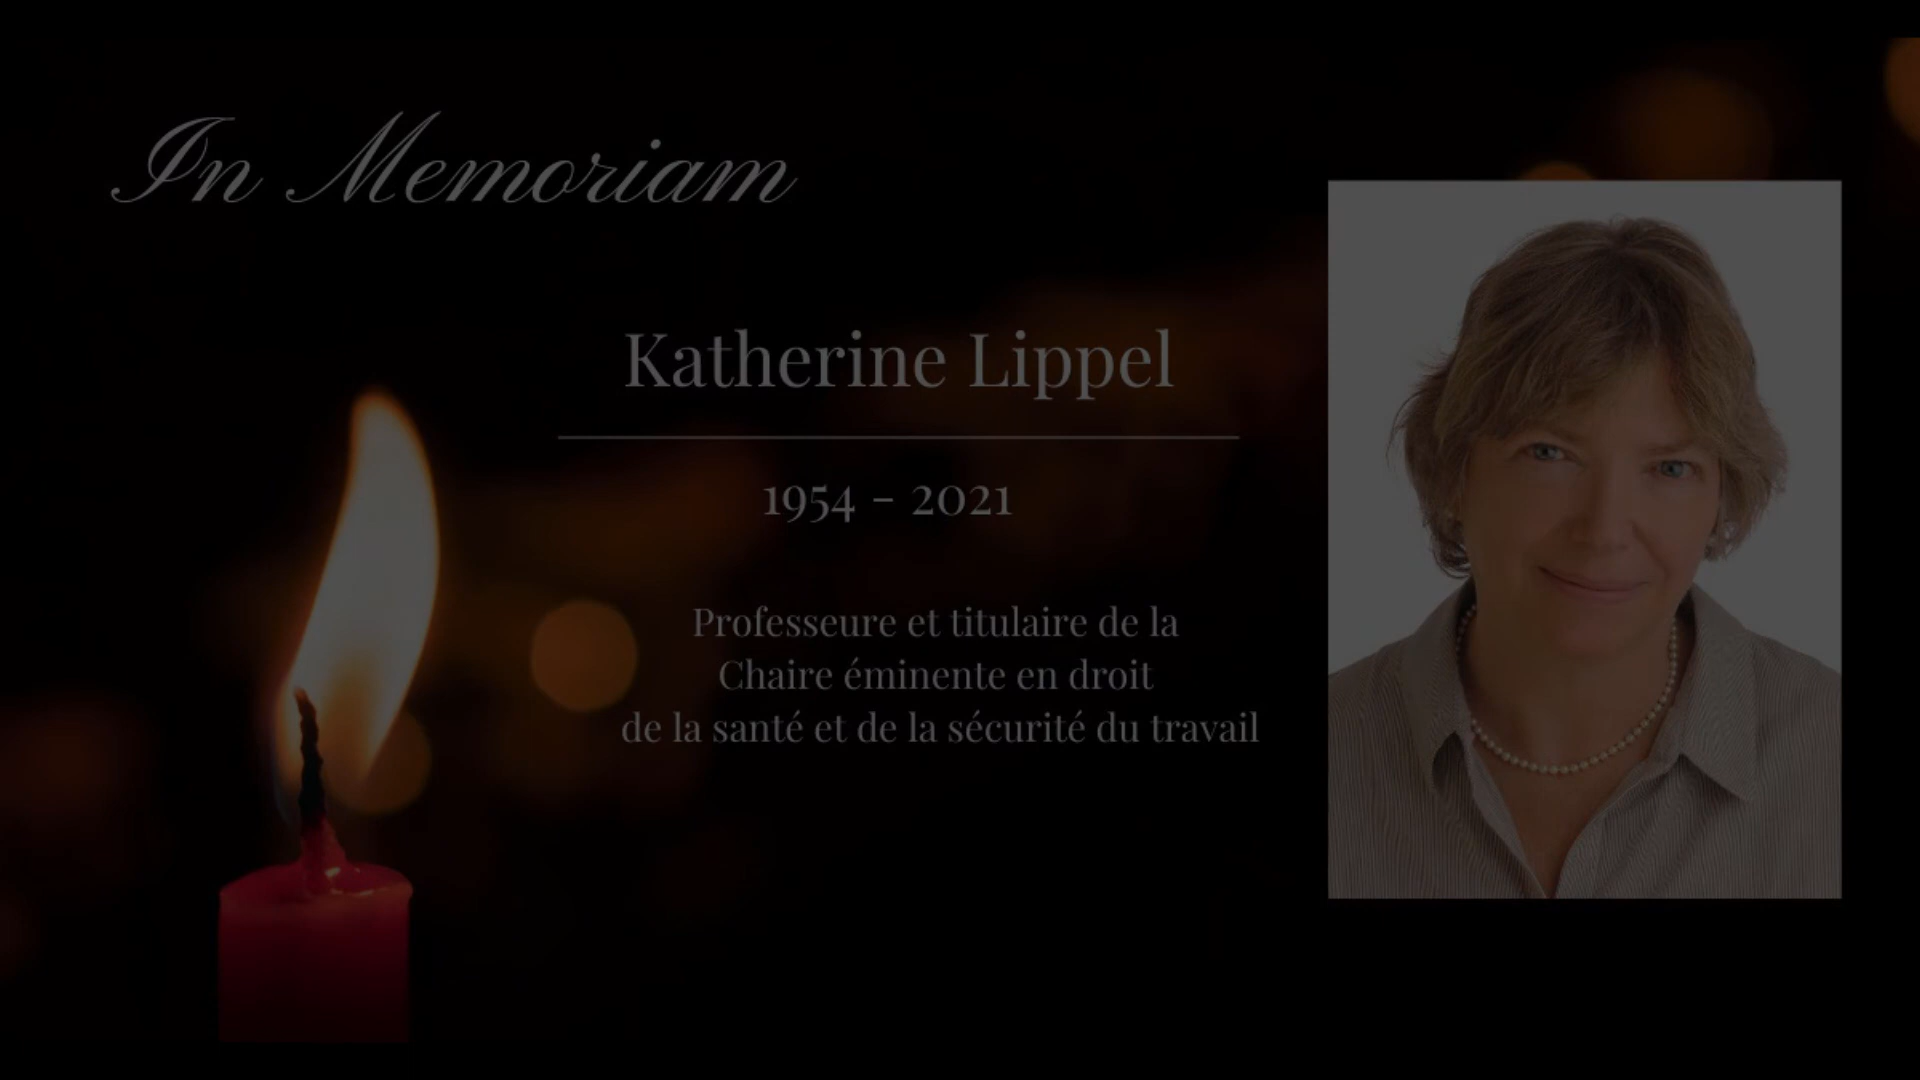 In Memoriam
Katherine Lippel
1954 - 2021
Professeure et titulaire de la
Chaire éminente en droit
de la santé et de la sécurité du travail